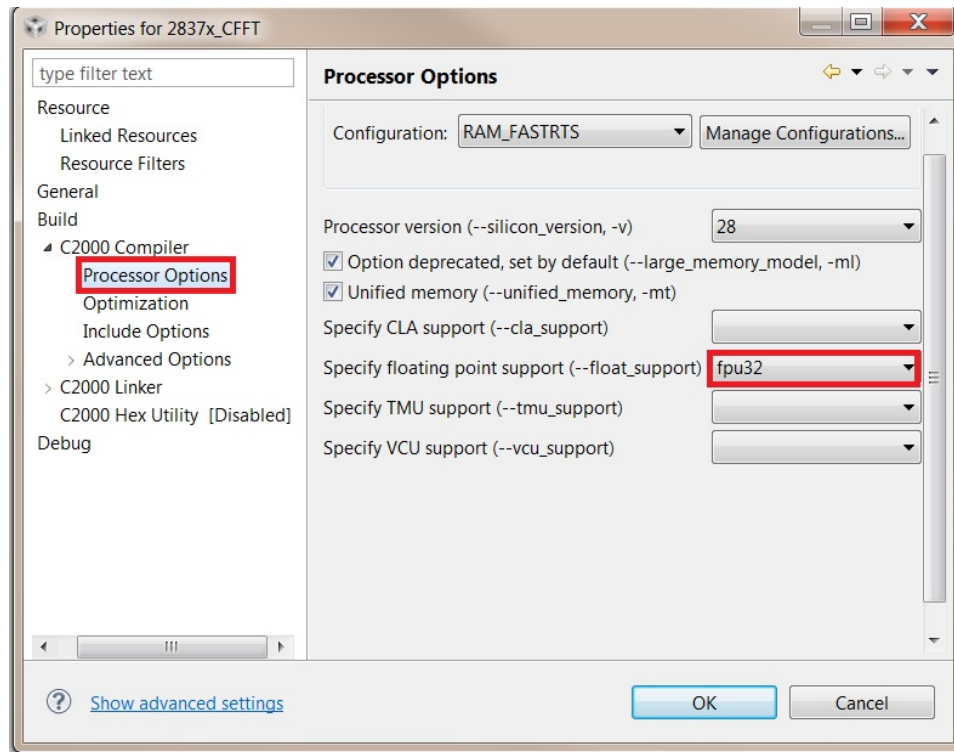 Properties for 2837x_CFFT
type filter text
Resource
Linked Resources
Resource Filters
General
Build
C2000 Compiler
Processor Options
Optimization
Include Options
Advanced Options
C2000 Linker
C2000 Hex Utility [Disabled]
Debug
Processor Options
Configuration: RAM_FASTRTS Manage Configurations...
Processor version (--silicon_version, -v) 28
Option deprecated, set by default (--large_memory_model, -ml)
Unified memory (--unified_memory, -mt)
Specify CLA support (--cla_support)
Specify floating point support (--float_support) fpu32
Specify TMU support (--tmu_support)
Specify VCU support (--vcu_support)
? Show advanced settings OK Cancel